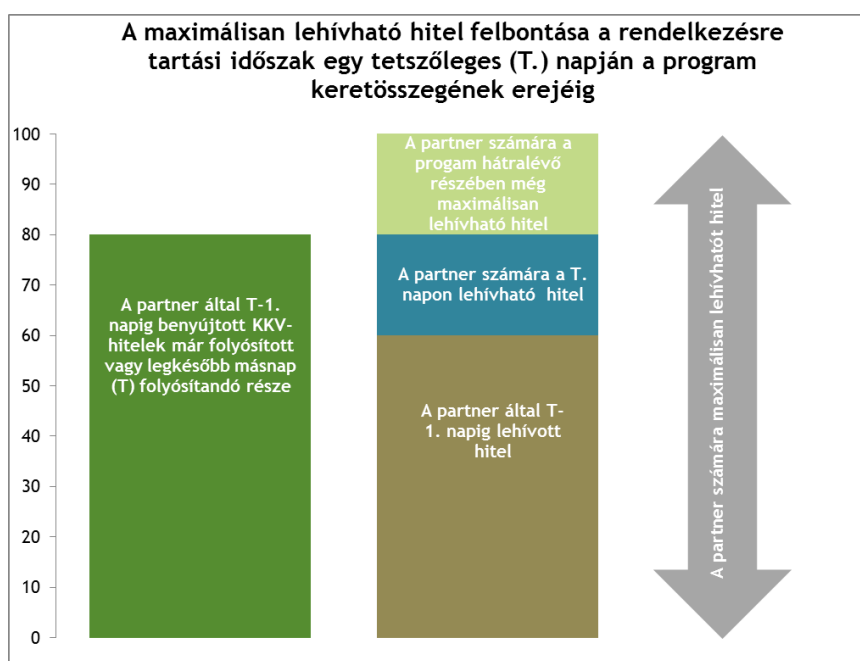 A maximálisan lehívható hitel felbontása a rendelkezésre
tartási időszak egy tetszőleges (T.) napján a program
keretösszegének erejéig
100
90
80
70
60
50
40
30
20
10
0
A partner által T-1.
napig benyújtott KKV-
hitelek már folyósított
vagy legkésőbb másnap
(T) folyósítandó része
A partner számára a
progam hátralévő
részében még
maximálisan
lehívható hitel
A partner számára a T.
napon lehívható hitel
A partner által T-
1. napig lehívott
hitel
A partner számára maximálisan lehívhatót hitel